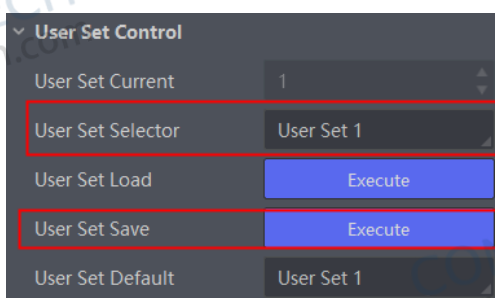 User Set Control
User Set Current 1
User Set Selector User Set 1
User Set Load Execute
User Set Save Execute
User Set Default User Set 1